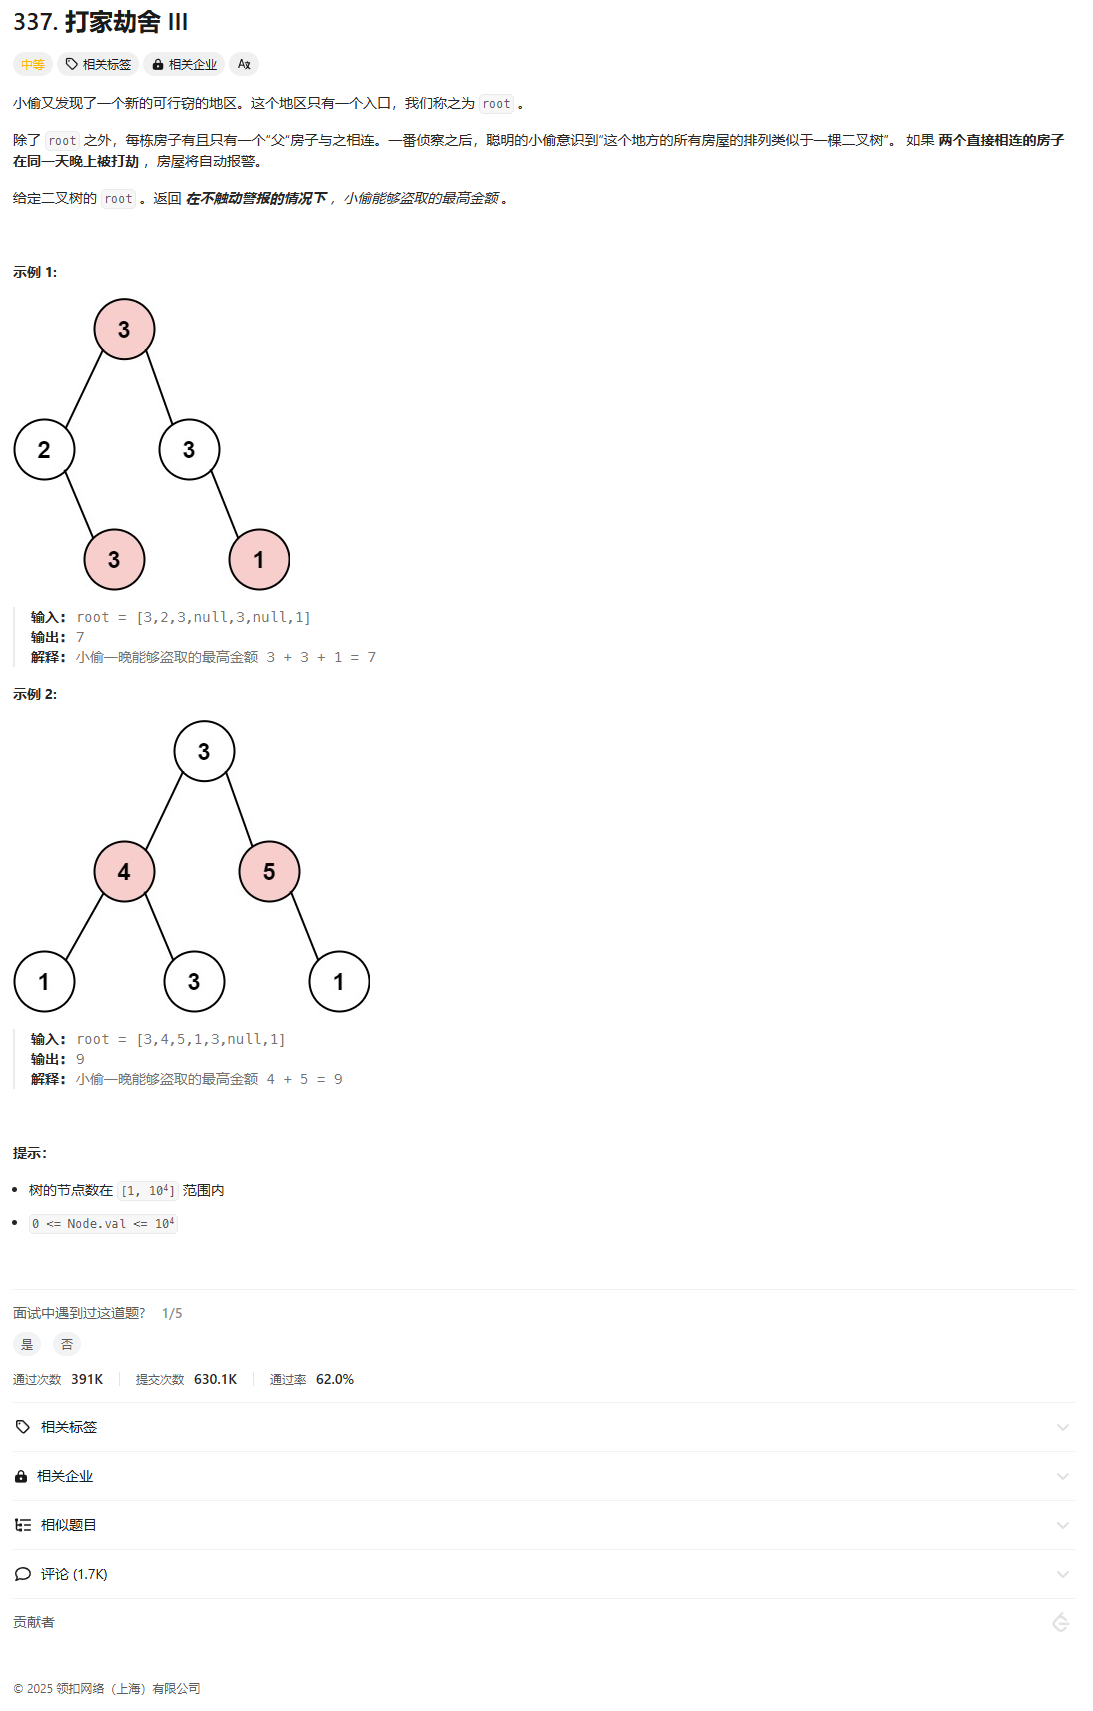 337. 打家劫舍 III
中等 相关标签 相关企业 Aあ
小偷又发现了一个新的可行窃的地区。这个地区只有一个入口，我们称之为 root 。
除了 root 之外，每栋房子有且只有一个“父“房子与之相连。一番侦察之后，聪明的小偷意识到“这个地方的所有房屋的排列类似于一棵二叉树”。 如果 两个直接相连的房子
在同一天晚上被打劫 ，房屋将自动报警。
给定二叉树的 root 。返回 在不触动警报的情况下 ，小偷能够盗取的最高金额 。
示例 1:
3
2 3
3 1
输入: root = [3,2,3,null,3,null,1]
输出: 7
解释: 小偷一晚能够盗取的最高金额 3 + 3 + 1 = 7
示例 2:
3
4 5
1 3 1
输入: root = [3,4,5,1,3,null,1]
输出: 9
解释: 小偷一晚能够盗取的最高金额 4 + 5 = 9
提示：
• 树的节点数在 [1, 10⁴] 范围内
• 0 <= Node.val <= 10⁴
面试中遇到过这道题? 1/5
是 否
通过次数 391K 提交次数 630.1K 通过率 62.0%
相关标签
相关企业
相似题目
评论 (1.7K)
贡献者
© 2025 领扣网络（上海）有限公司